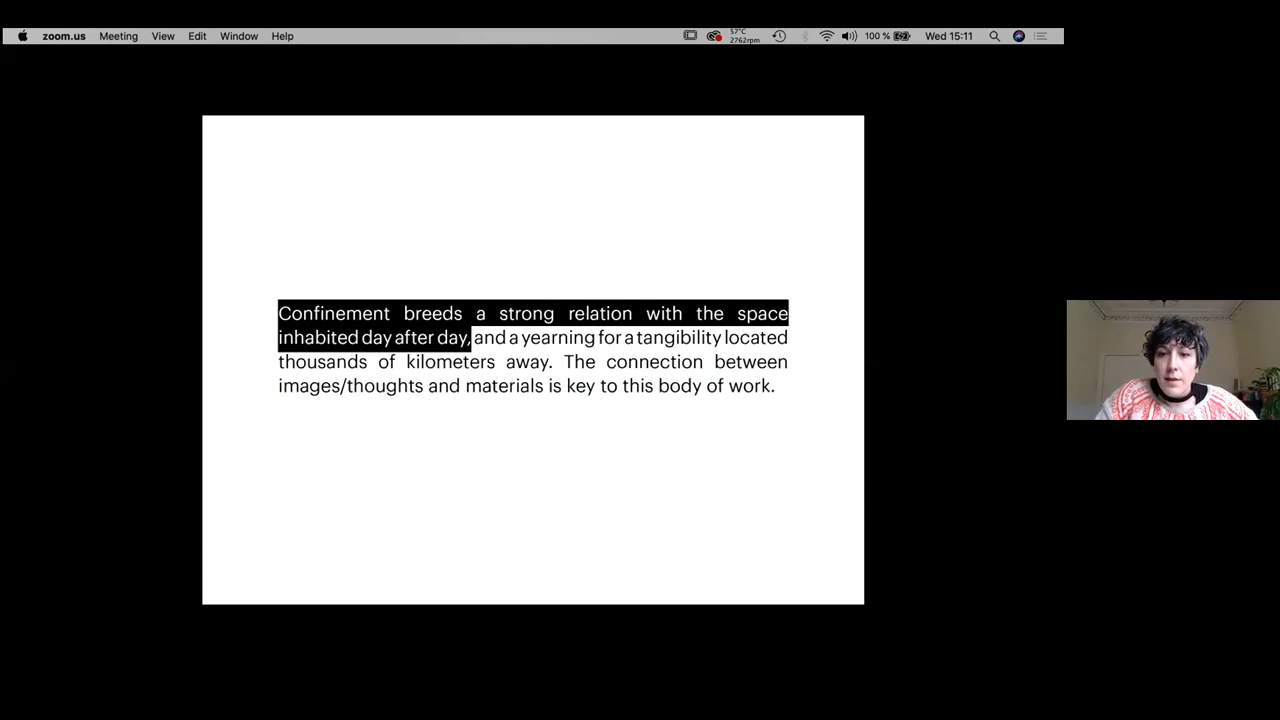 zoom.us Meeting View Edit Window Help 57°C 100 % Wed 15:11
2762rpm
Confinement breeds a strong relation with the space
inhabited day after day, and a yearning for a tangibility located
thousands of kilometers away. The connection between
images/thoughts and materials is key to this body of work.